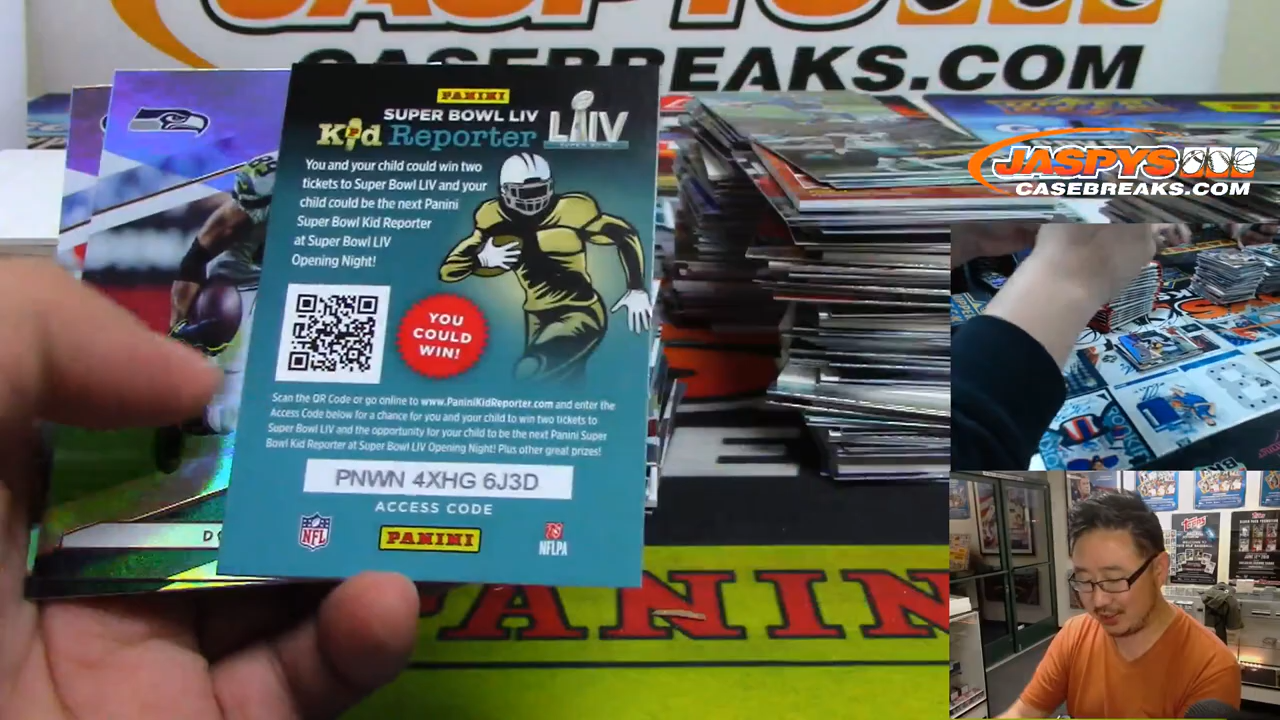 JASPYS
CASEBREAKS.COM
PANINI
SUPER BOWL LIV
Kid Reporter
LIV
SUPER BOWL
You and your child could win two
tickets to Super Bowl LIV and your
child could be the next Panini
Super Bowl Kid Reporter
at Super Bowl LIV
Opening Night!
YOU
COULD
WIN!
Scan the QR Code or go online to www.PaniniKidReporter.com and enter the
Access Code below for a chance for you and your child to win two tickets to
Super Bowl LIV and the opportunity for your child to be the next Panini Super
Bowl Kid Reporter at Super Bowl LIV Opening Night! Plus other great prizes!
PNWN 4XHG 6J3D
ACCESS CODE
NFL
PANINI
NFLPA
JASPYS
CASEBREAKS.COM
PANINI
Topps